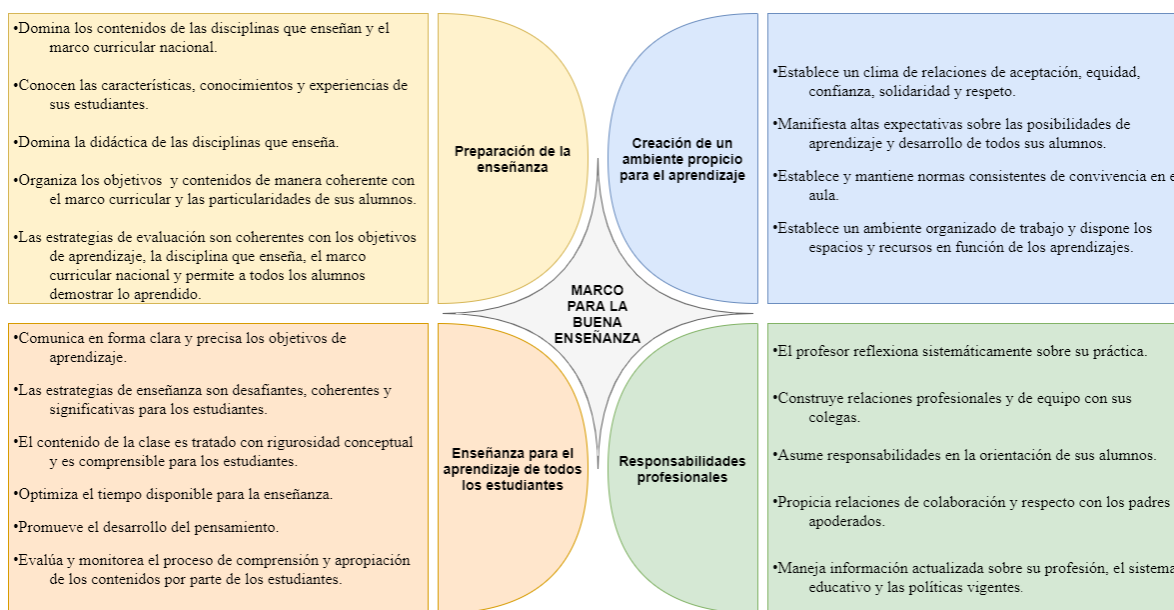 •Domina los contenidos de las disciplinas que enseñan y el
marco curricular nacional.
•Conocen las características, conocimientos y experiencias de
sus estudiantes.
•Domina la didáctica de las disciplinas que enseña.
•Organiza los objetivos y contenidos de manera coherente con
el marco curricular y las particularidades de sus alumnos.
•Las estrategias de evaluación son coherentes con los objetivos
de aprendizaje, la disciplina que enseña, el marco
curricular nacional y permite a todos los alumnos
demostrar lo aprendido.
Preparación de la
enseñanza
Creación de un
ambiente propicio
para el aprendizaje
•Establece un clima de relaciones de aceptación, equidad,
confianza, solidaridad y respeto.
•Manifiesta altas expectativas sobre las posibilidades de
aprendizaje y desarrollo de todos sus alumnos.
•Establece y mantiene normas consistentes de convivencia en e
aula.
•Establece un ambiente organizado de trabajo y dispone los
espacios y recursos en función de los aprendizajes.
MARCO
PARA LA
BUENA
ENSEÑANZA
•Comunica en forma clara y precisa los objetivos de
aprendizaje.
•Las estrategias de enseñanza son desafiantes, coherentes y
significativas para los estudiantes.
•El contenido de la clase es tratado con rigurosidad conceptual
y es comprensible para los estudiantes.
•Optimiza el tiempo disponible para la enseñanza.
•Promueve el desarrollo del pensamiento.
•Evalúa y monitorea el proceso de comprensión y apropiación
de los contenidos por parte de los estudiantes.
Enseñanza para el
aprendizaje de todos
los estudiantes
Responsabilidades
profesionales
•El profesor reflexiona sistemáticamente sobre su práctica.
•Construye relaciones profesionales y de equipo con sus
colegas.
•Asume responsabilidades en la orientación de sus alumnos.
•Propicia relaciones de colaboración y respecto con los padres
apoderados.
•Maneja información actualizada sobre su profesión, el sistema
educativo y las políticas vigentes.